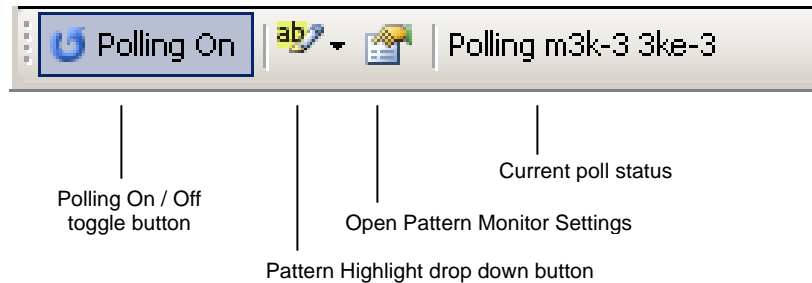 Polling On
ab
Polling m3k-3 3ke-3
Current poll status
Polling On / Off
toggle button
Open Pattern Monitor Settings
Pattern Highlight drop down button